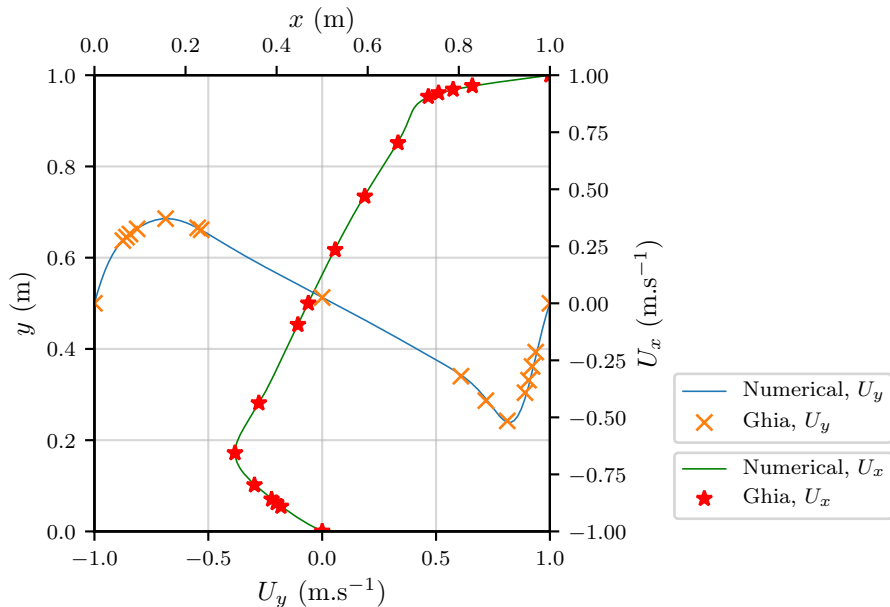 x (m)
0.0 0.2 0.4 0.6 0.8 1.0
1.0
0.8
0.6
0.4
0.2
0.0
y (m)
1.00
0.75
0.50
0.25
0.00
−0.25
−0.50
−0.75
−1.00
U_x (m.s⁻¹)
−1.0 −0.5 0.0 0.5 1.0
U_y (m.s⁻¹)
Numerical, U_y
Ghia, U_y
Numerical, U_x
Ghia, U_x